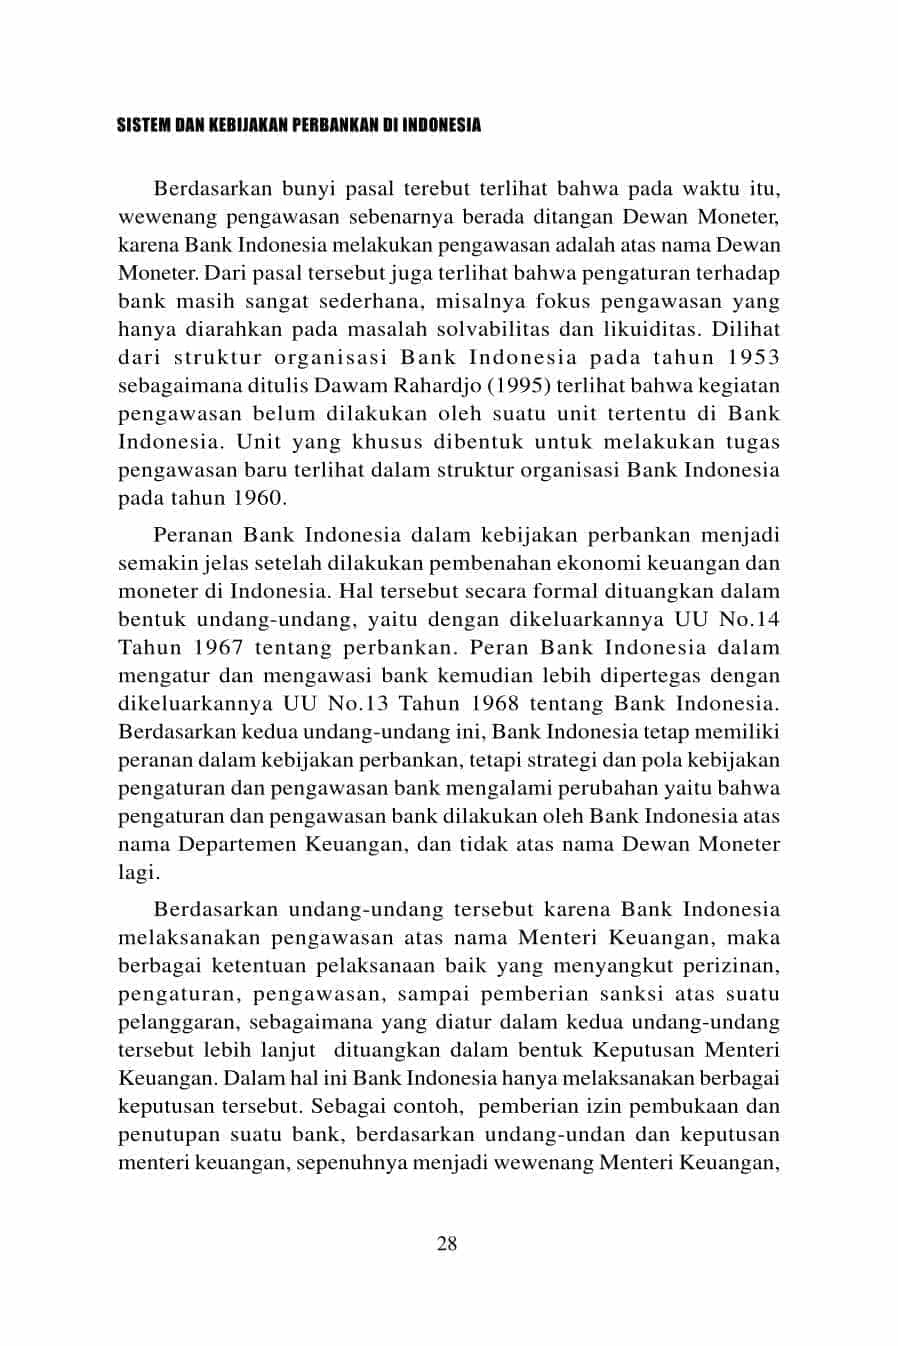 SISTEM DAN KEBIJAKAN PERBANKAN DI INDONESIA
Berdasarkan bunyi pasal terebut terlihat bahwa pada waktu itu,
wewenang pengawasan sebenarnya berada ditangan Dewan Moneter,
karena Bank Indonesia melakukan pengawasan adalah atas nama Dewan
Moneter. Dari pasal tersebut juga terlihat bahwa pengaturan terhadap
bank masih sangat sederhana, misalnya fokus pengawasan yang
hanya diarahkan pada masalah solvabilitas dan likuiditas. Dilihat
dari struktur organisasi Bank Indonesia pada tahun 1953
sebagaimana ditulis Dawam Rahardjo (1995) terlihat bahwa kegiatan
pengawasan belum dilakukan oleh suatu unit tertentu di Bank
Indonesia. Unit yang khusus dibentuk untuk melakukan tugas
pengawasan baru terlihat dalam struktur organisasi Bank Indonesia
pada tahun 1960.
Peranan Bank Indonesia dalam kebijakan perbankan menjadi
semakin jelas setelah dilakukan pembenahan ekonomi keuangan dan
moneter di Indonesia. Hal tersebut secara formal dituangkan dalam
bentuk undang-undang, yaitu dengan dikeluarkannya UU No.14
Tahun 1967 tentang perbankan. Peran Bank Indonesia dalam
mengatur dan mengawasi bank kemudian lebih dipertegas dengan
dikeluarkannya UU No.13 Tahun 1968 tentang Bank Indonesia.
Berdasarkan kedua undang-undang ini, Bank Indonesia tetap memiliki
peranan dalam kebijakan perbankan, tetapi strategi dan pola kebijakan
pengaturan dan pengawasan bank mengalami perubahan yaitu bahwa
pengaturan dan pengawasan bank dilakukan oleh Bank Indonesia atas
nama Departemen Keuangan, dan tidak atas nama Dewan Moneter
lagi.
Berdasarkan undang-undang tersebut karena Bank Indonesia
melaksanakan pengawasan atas nama Menteri Keuangan, maka
berbagai ketentuan pelaksanaan baik yang menyangkut perizinan,
pengaturan, pengawasan, sampai pemberian sanksi atas suatu
pelanggaran, sebagaimana yang diatur dalam kedua undang-undang
tersebut lebih lanjut  dituangkan dalam bentuk Keputusan Menteri
Keuangan. Dalam hal ini Bank Indonesia hanya melaksanakan berbagai
keputusan tersebut. Sebagai contoh,  pemberian izin pembukaan dan
penutupan suatu bank, berdasarkan undang-undan dan keputusan
menteri keuangan, sepenuhnya menjadi wewenang Menteri Keuangan,
28